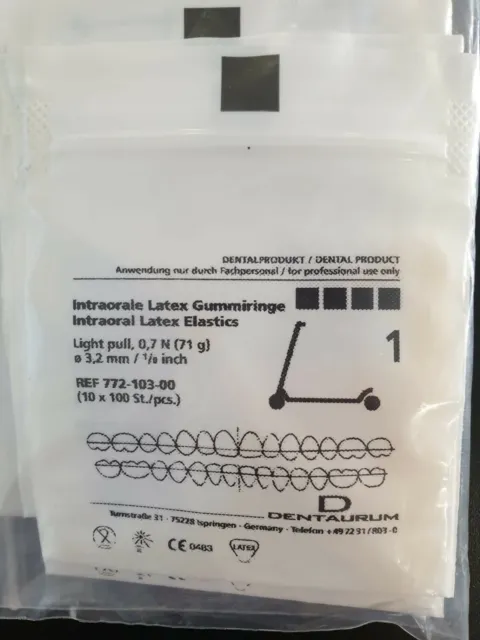 DENTALPRODUKT / DENTAL PRODUCT
Anwendung nur durch Fachpersonal / for professional use only
Intraorale Latex Gummiringe
Intraoral Latex Elastics
Light pull, 0,7 N (71 g)
ø 3,2 mm / 1/8 inch
1
REF 772-103-00
(10 x 100 St./pcs.)
D
DENTAURUM
Turnstraße 31 · 75228 Ispringen - Germany - Telefon +49 72 31 / 803-0
CE 0483
LATEX